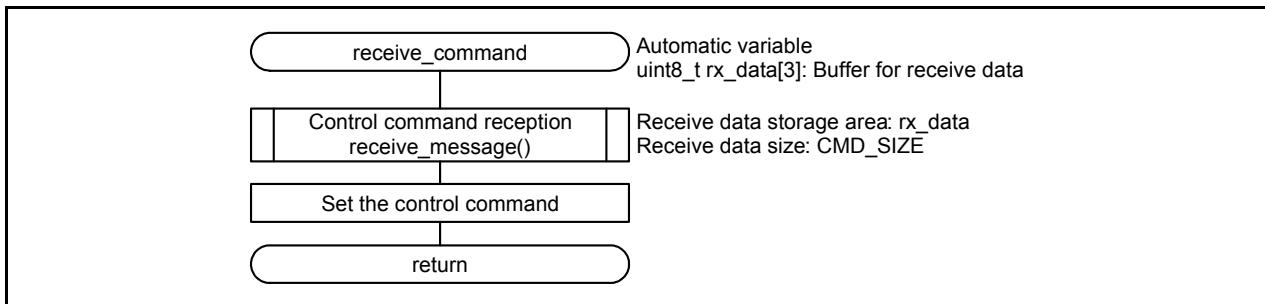 receive_command
Automatic variable
uint8_t rx_data[3]: Buffer for receive data
Control command reception
receive_message()
Receive data storage area: rx_data
Receive data size: CMD_SIZE
Set the control command
return